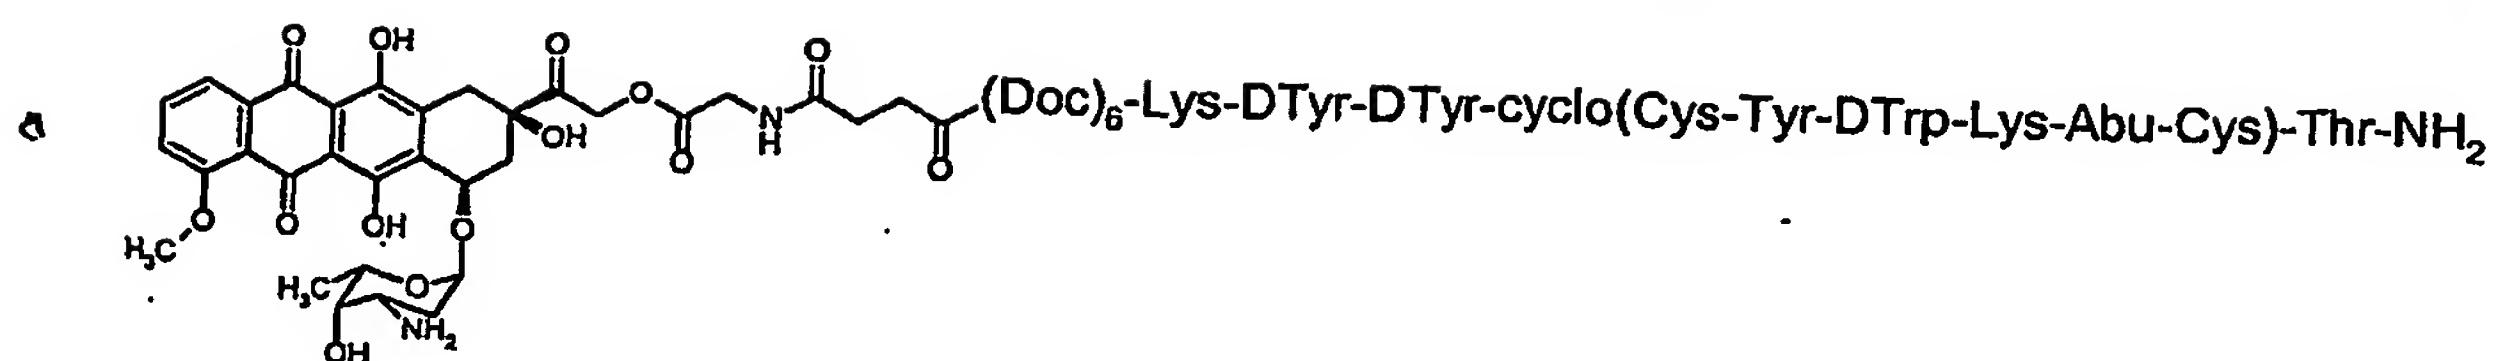 O OH O O O
a O (Doc)6-Lys-DTyr-DTyr-cyclo(Cys-Tyr-DTrp-Lys-Abu-Cys)-Thr-NH2
OH N
H
O O
O O OH O
H3C
H3C O
NH2
OH